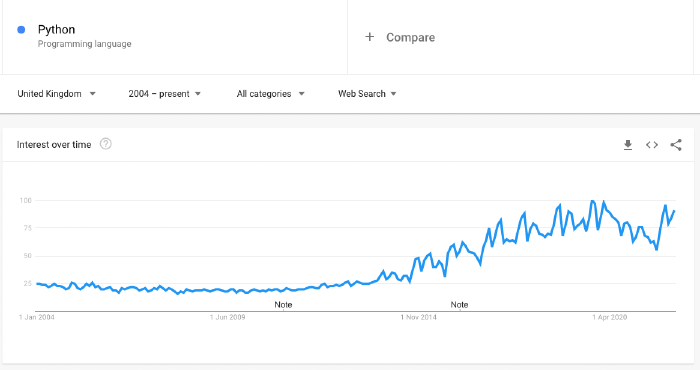 Python
Programming language
+ Compare
United Kingdom
2004 – present
All categories
Web Search
Interest over time
?
100
75
50
25
Note
Note
1 Jan 2004
1 Jun 2009
1 Nov 2014
1 Apr 2020